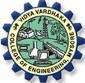 VIDYA VARDHAKA
COLLEGE OF ENGINEERING, MYSORE